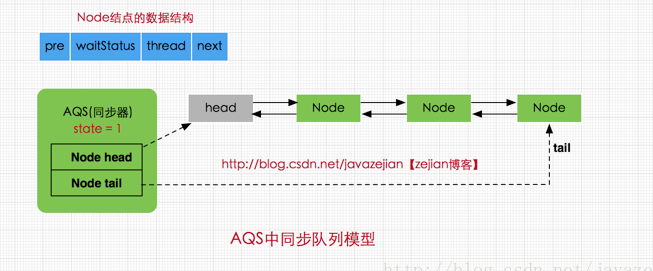 Node结点的数据结构
pre waitStatus thread next
AQS(同步器)
state = 1
Node head
Node tail
head
Node
Node
Node
tail
http://blog.csdn.net/javazejian【zejian博客】
AQS中同步队列模型
http://blog.csdn.net/javaze